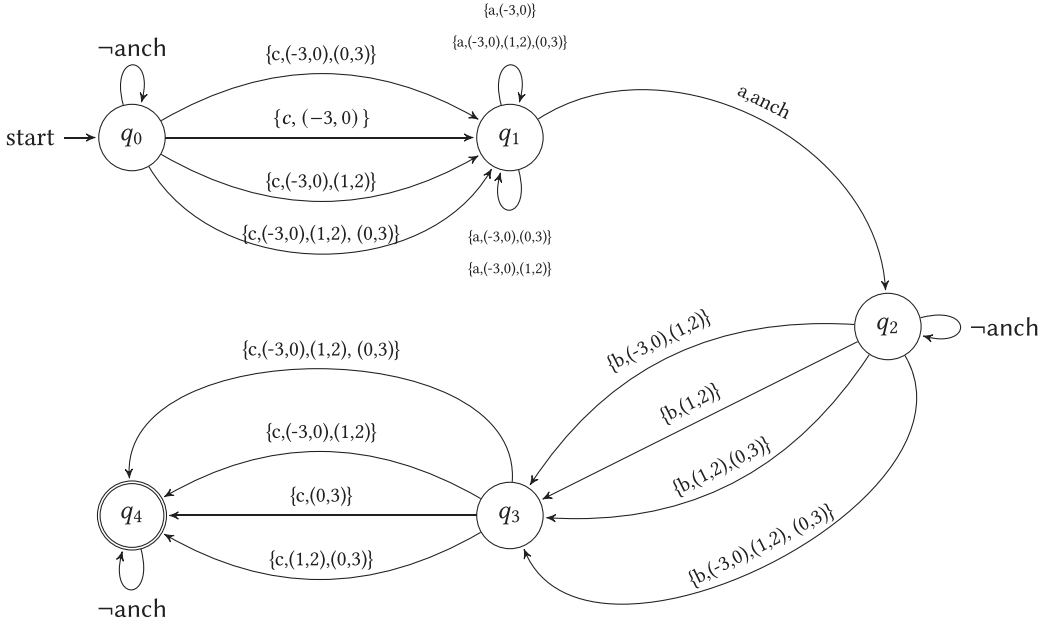 {a,(-3,0)}
{a,(-3,0),(1,2),(0,3)}
¬anch
{c,(-3,0),(0,3)}
a,anch
{c, (−3, 0) }
start
q0
q1
{c,(-3,0),(1,2)}
{c,(-3,0),(1,2), (0,3)}
{a,(-3,0),(0,3)}
{a,(-3,0),(1,2)}
q2
¬anch
{b,(-3,0),(1,2)}
{c,(-3,0),(1,2), (0,3)}
{b,(1,2)}
{c,(-3,0),(1,2)}
{b,(1,2),(0,3)}
{c,(0,3)}
q4
q3
{b,(-3,0),(1,2), (0,3)}
{c,(1,2),(0,3)}
¬anch